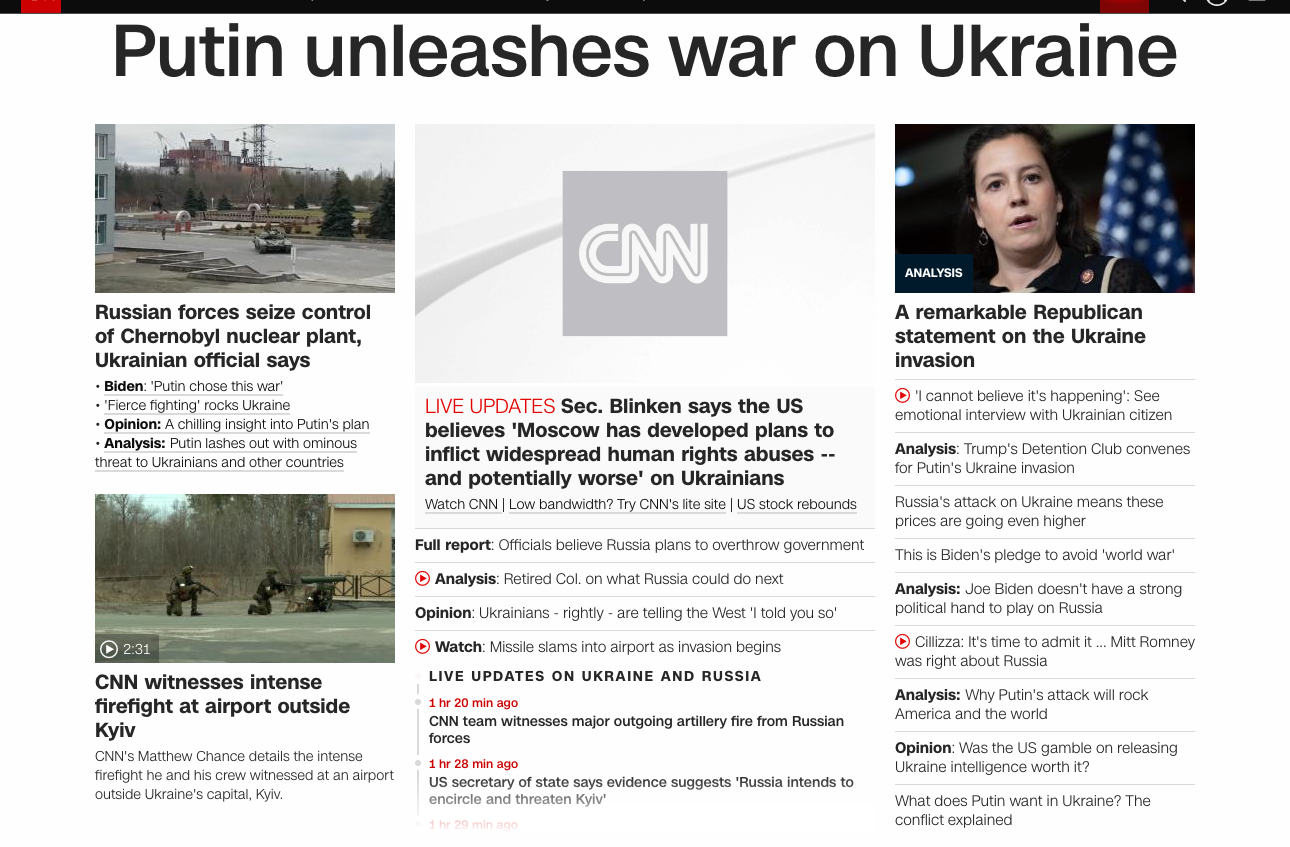 Putin unleashes war on Ukraine
Russian forces seize control
of Chernobyl nuclear plant,
Ukrainian official says
• Biden: 'Putin chose this war'
• 'Fierce fighting' rocks Ukraine
• Opinion: A chilling insight into Putin's plan
• Analysis: Putin lashes out with ominous
threat to Ukrainians and other countries
2:31
CNN witnesses intense
firefight at airport outside
Kyiv
CNN's Matthew Chance details the intense
firefight he and his crew witnessed at an airport
outside Ukraine's capital, Kyiv.
CNN
LIVE UPDATES Sec. Blinken says the US
believes 'Moscow has developed plans to
inflict widespread human rights abuses --
and potentially worse' on Ukrainians
Watch CNN | Low bandwidth? Try CNN's lite site | US stock rebounds
Full report: Officials believe Russia plans to overthrow government
Analysis: Retired Col. on what Russia could do next
Opinion: Ukrainians - rightly - are telling the West 'I told you so'
Watch: Missile slams into airport as invasion begins
LIVE UPDATES ON UKRAINE AND RUSSIA
1 hr 20 min ago
CNN team witnesses major outgoing artillery fire from Russian
forces
1 hr 28 min ago
US secretary of state says evidence suggests 'Russia intends to
encircle and threaten Kyiv'
1 hr 29 min ago
ANALYSIS
A remarkable Republican
statement on the Ukraine
invasion
'I cannot believe it's happening': See
emotional interview with Ukrainian citizen
Analysis: Trump's Detention Club convenes
for Putin's Ukraine invasion
Russia's attack on Ukraine means these
prices are going even higher
This is Biden's pledge to avoid 'world war'
Analysis: Joe Biden doesn't have a strong
political hand to play on Russia
Cillizza: It's time to admit it ... Mitt Romney
was right about Russia
Analysis: Why Putin's attack will rock
America and the world
Opinion: Was the US gamble on releasing
Ukraine intelligence worth it?
What does Putin want in Ukraine? The
conflict explained